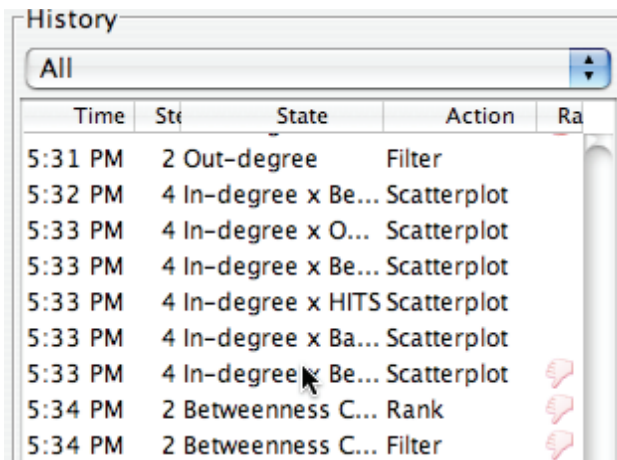 History
All
Time Ste State Action Ra
5:31 PM 2 Out-degree Filter
5:32 PM 4 In-degree x Be... Scatterplot
5:33 PM 4 In-degree x O... Scatterplot
5:33 PM 4 In-degree x Be... Scatterplot
5:33 PM 4 In-degree x HITS Scatterplot
5:33 PM 4 In-degree x Ba... Scatterplot
5:33 PM 4 In-degree x Be... Scatterplot
5:34 PM 2 Betweenness C... Rank
5:34 PM 2 Betweenness C... Filter